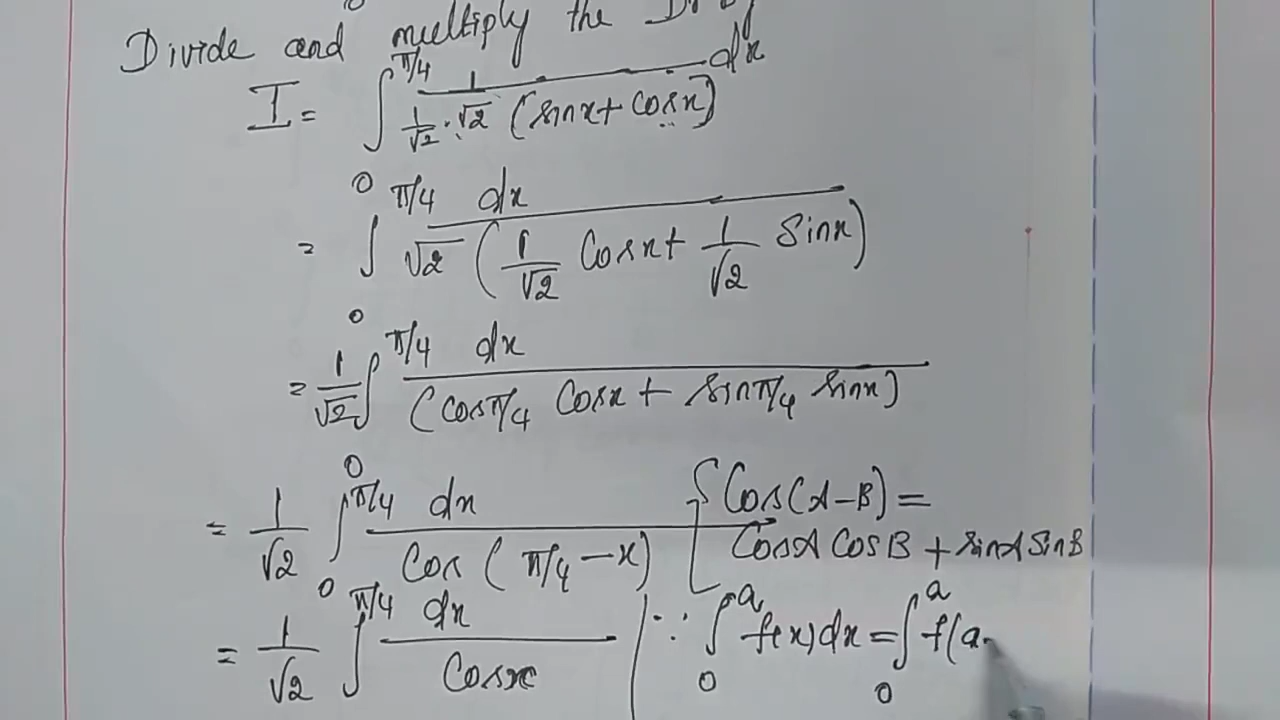 Divide and multiply the
I = ∫₀^π/4 1 / (1/√2 · √2 (sinx + cosx)) dx
= ∫₀^π/4 dx / (√2 (1/√2 Cosx + 1/√2 Sinx))
= 1/√2 ∫₀^π/4 dx / (cosπ/4 cosx + sinπ/4 sinx)
= 1/√2 ∫₀^π/4 dx / Cos(π/4 − x) [Cos(A−B) =
CosA CosB + sinA sinB
= 1/√2 ∫^π/4 dx / Cosx | ∵ ∫₀^a f(x)dx = ∫₀^a f(a-